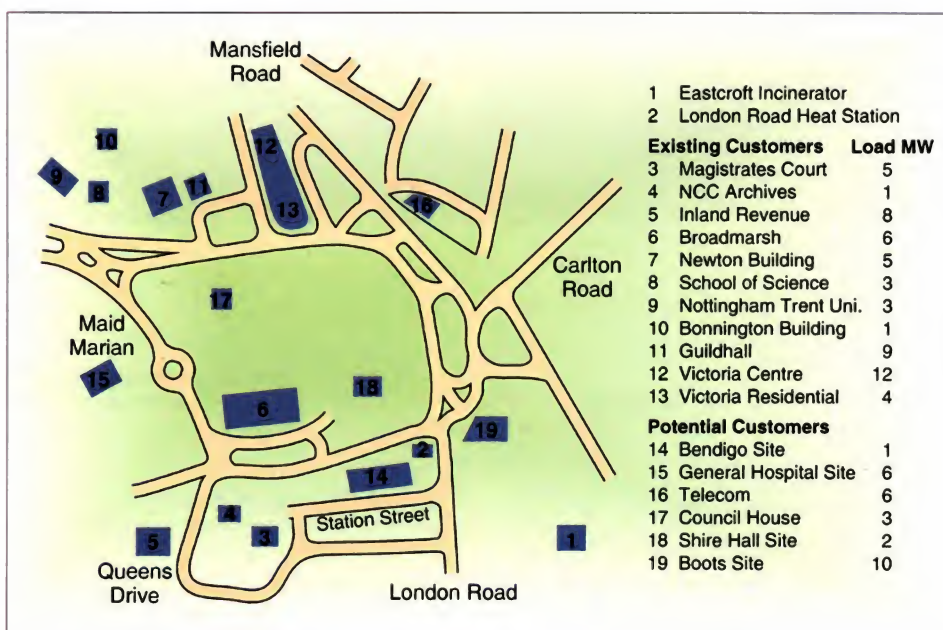 Mansfield
Road
10
9
8
7
11
12
13
16
Carlton
Road
17
Maid
Marian
15
6
18
19
2
14
Station Street
4
3
5
1
Queens
Drive
London Road
1 Eastcroft Incinerator
2 London Road Heat Station
Existing Customers Load MW
3 Magistrates Court 5
4 NCC Archives 1
5 Inland Revenue 8
6 Broadmarsh 6
7 Newton Building 5
8 School of Science 3
9 Nottingham Trent Uni. 3
10 Bonnington Building 1
11 Guildhall 9
12 Victoria Centre 12
13 Victoria Residential 4
Potential Customers
14 Bendigo Site 1
15 General Hospital Site 6
16 Telecom 6
17 Council House 3
18 Shire Hall Site 2
19 Boots Site 10